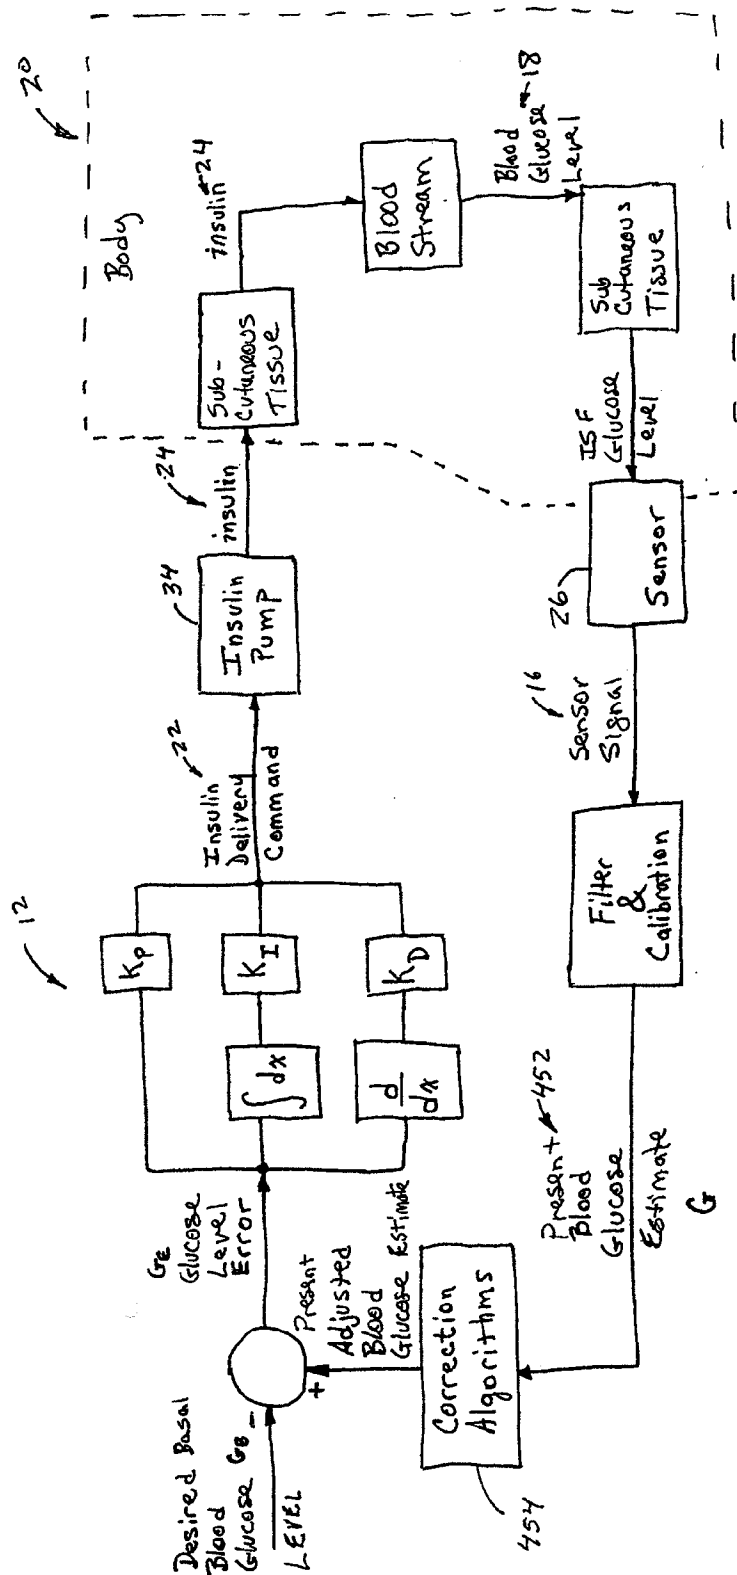 12
20
Body
Desired Basal
Blood
Glucose GB
LEVEL
−
+
GE
Glucose
Level
Error
KP
∫ dx
KI
d
dx
KD
Insulin
Delivery
Command
22
Insulin
Pump
34
insulin
24
Sub-
Cutaneous
Tissue
insulin
24
Blood
Stream
Blood
Glucose
Level
18
Sub
Cutaneous
Tissue
ISF
Glucose
Level
Sensor
26
Sensor
Signal
16
Filter
&
Calibration
Present
Blood
Glucose
Estimate
G
452
Correction
Algorithms
454
Present
Adjusted
Blood
Glucose Estimate